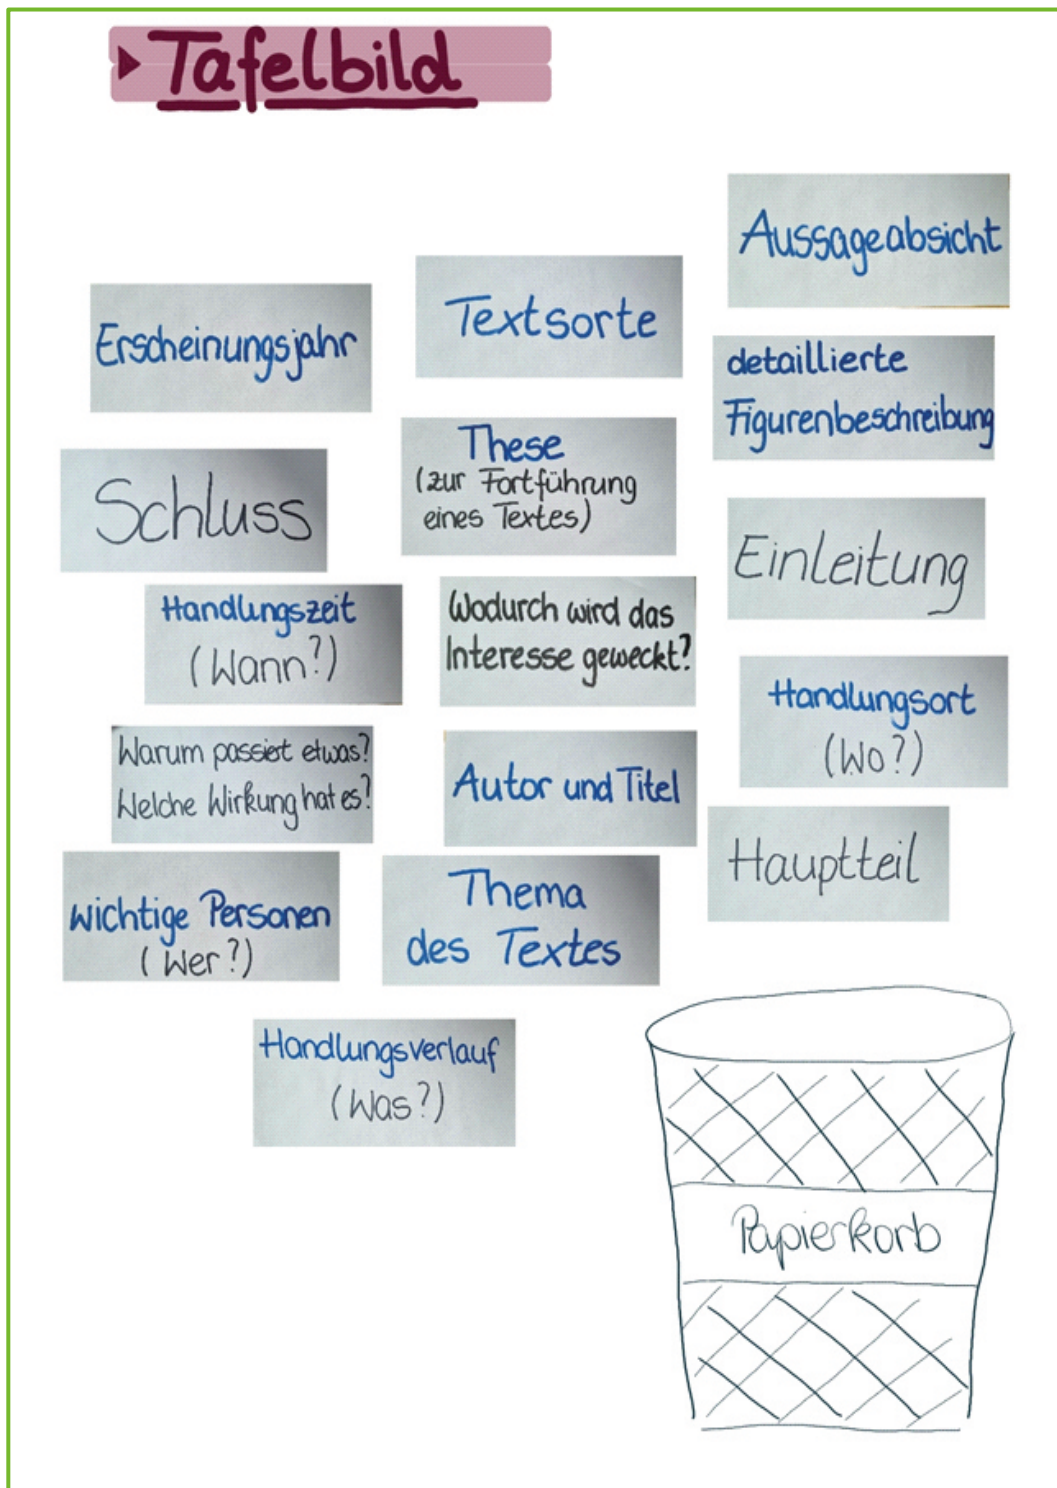 Tafelbild
Aussageabsicht
Textsorte
Erscheinungsjahr
detaillierte
Figurenbeschreibung
These
(zur Fortführung
eines Textes)
Schluss
Einleitung
Handlungszeit
(Wann?)
Wodurch wird das
Interesse geweckt?
Handlungsort
(Wo?)
Warum passiert etwas?
Welche Wirkung hat es?
Autor und Titel
Hauptteil
wichtige Personen
(Wer?)
Thema
des Textes
Handlungsverlauf
(Was?)
Papierkorb